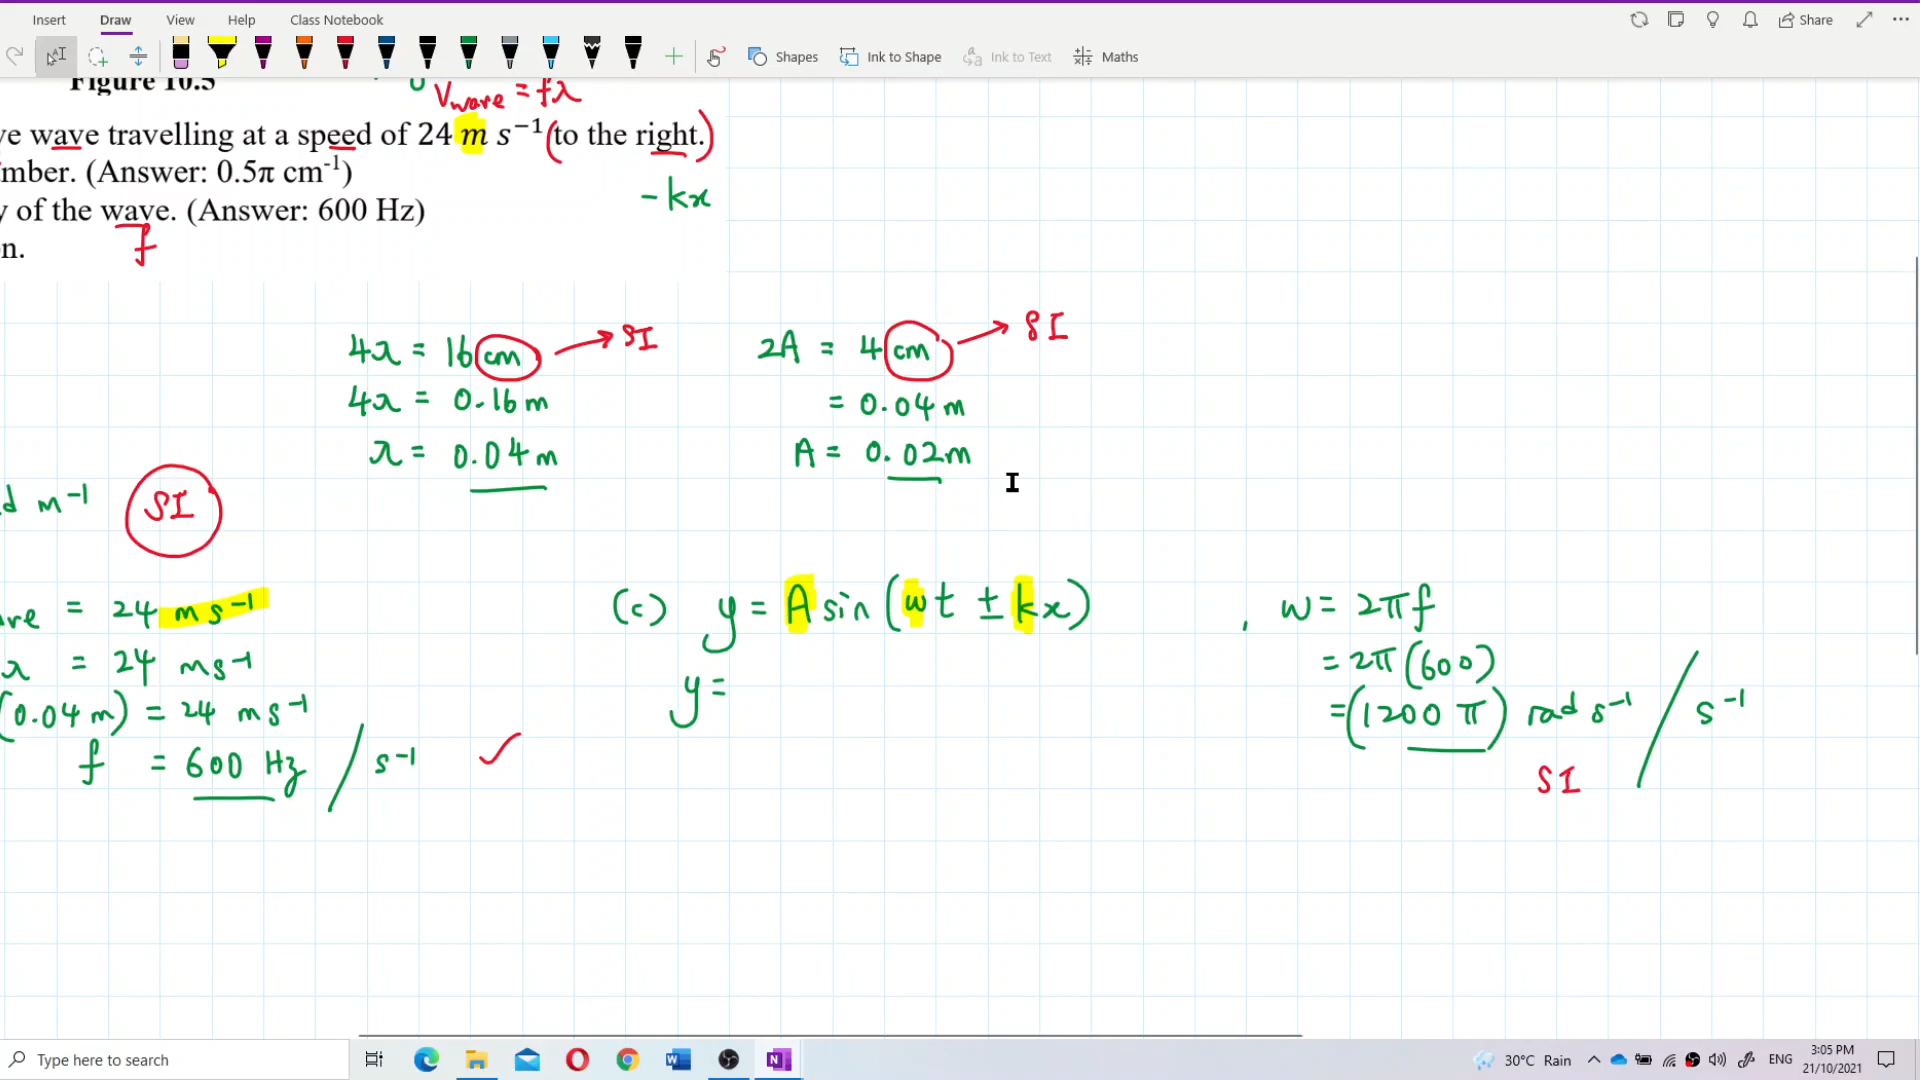 Insert Draw View Help Class Notebook Share
Shapes Ink to Shape Ink to Text Maths
Figure 10.5
Vwave = fλ
ve wave travelling at a speed of 24 m s⁻¹ (to the right.)
mber. (Answer: 0.5π cm⁻¹)
- kx
y of the wave. (Answer: 600 Hz)
f
n.
4λ = 16 cm → SI
4λ = 0.16 m
λ = 0.04 m
2A = 4 cm → SI
= 0.04 m
A = 0.02 m
d m⁻¹ SI
are = 24 m s⁻¹
λ = 24 ms⁻¹
(0.04 m) = 24 ms⁻¹
f = 600 Hz / s⁻¹ ✓
(c) y = A sin (ωt ± kx)
y =
, ω = 2πf
= 2π (600)
= (1200 π) rad s⁻¹ / s⁻¹
SI
Type here to search
30°C Rain ENG 3:05 PM
21/10/2021